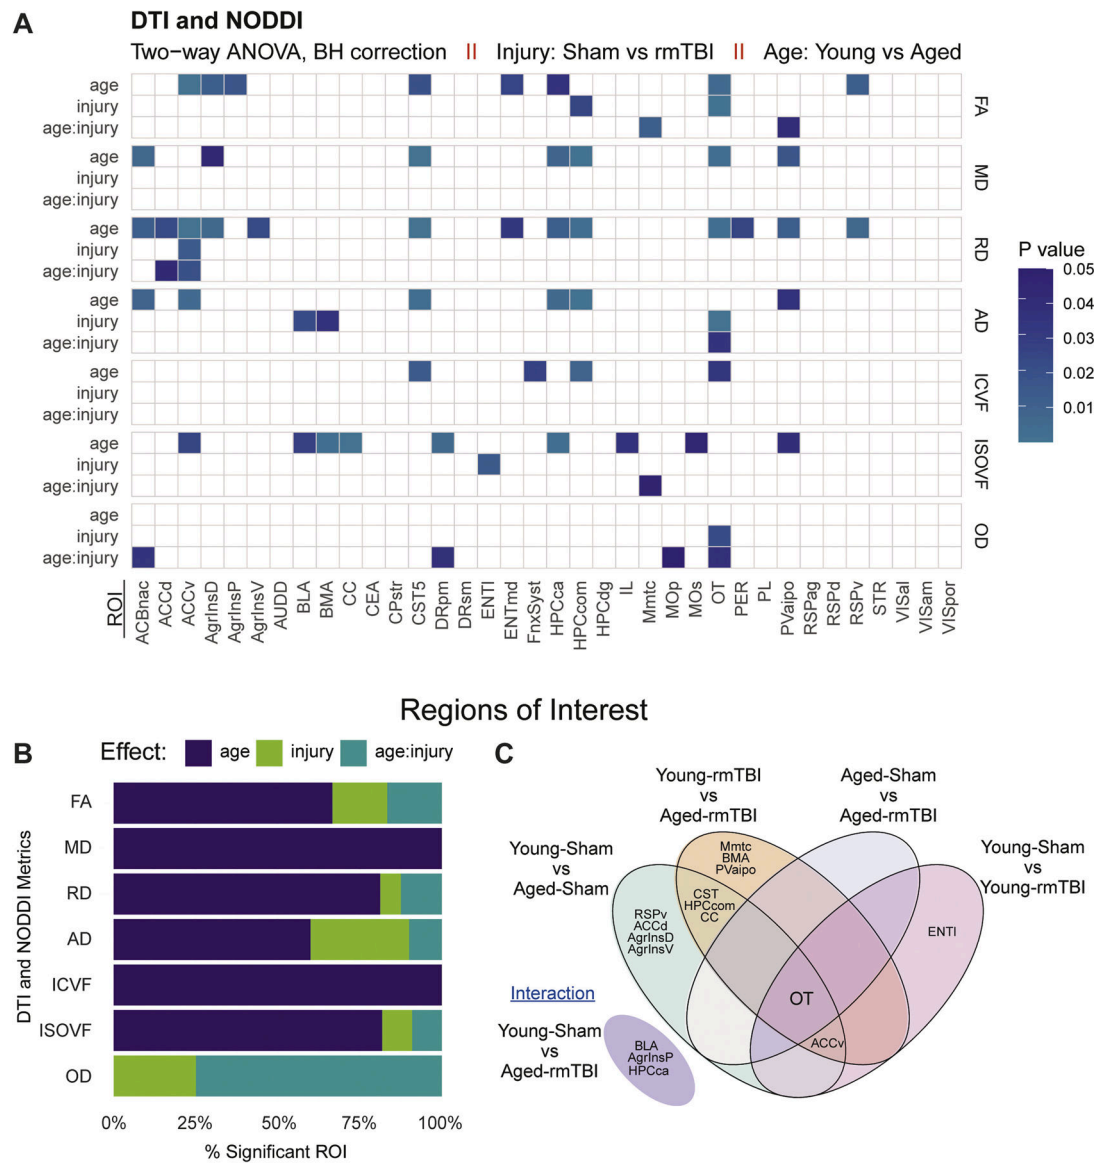 A
DTI and NODDI
Two−way ANOVA, BH correction II Injury: Sham vs rmTBI II Age: Young vs Aged
age
injury
age:injury
FA
age
injury
age:injury
MD
age
injury
age:injury
RD
age
injury
age:injury
AD
age
injury
age:injury
ICVF
age
injury
age:injury
ISOVF
age
injury
age:injury
OD
P value
0.05
0.04
0.03
0.02
0.01
ROI
ACBnac
ACCd
ACCv
AgrInsD
AgrInsP
AgrInsV
AUDD
BLA
BMA
CC
CEA
CPstr
CST5
DRpm
DRsm
ENTI
ENTmd
FnxSyst
HPCca
HPCcom
HPCdg
IL
Mmtc
MOp
MOs
OT
PER
PL
PVaipo
RSPag
RSPd
RSPv
STR
VISal
VISam
VISpor
Regions of Interest
B
Effect: age injury age:injury
DTI and NODDI Metrics
FA
MD
RD
AD
ICVF
ISOVF
OD
0% 25% 50% 75% 100%
% Significant ROI
C
Young-rmTBI
vs
Aged-rmTBI
Aged-Sham
vs
Aged-rmTBI
Young-Sham
vs
Aged-Sham
Young-Sham
vs
Young-rmTBI
Mmtc
BMA
PVaipo
CST
HPCcom
CC
RSPv
ACCd
AgrInsD
AgrInsV
ENTI
OT
ACCv
Interaction
Young-Sham
vs
Aged-rmTBI
BLA
AgrInsP
HPCca